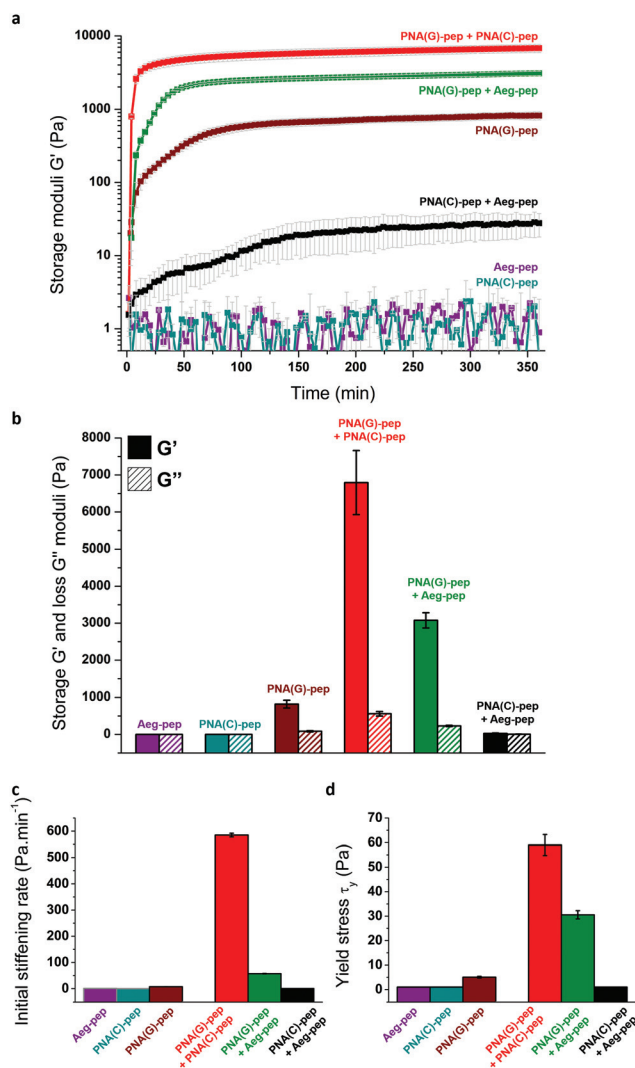 a
Storage moduli G' (Pa)
10000
1000
100
10
1
PNA(G)-pep + PNA(C)-pep
PNA(G)-pep + Aeg-pep
PNA(G)-pep
PNA(C)-pep + Aeg-pep
Aeg-pep
PNA(C)-pep
0 50 100 150 200 250 300 350
Time (min)
b
Storage G' and loss G'' moduli (Pa)
8000
7000
6000
5000
4000
3000
2000
1000
0
G'
G''
Aeg-pep
PNA(C)-pep
PNA(G)-pep
PNA(G)-pep
+ PNA(C)-pep
PNA(G)-pep
+ Aeg-pep
PNA(C)-pep
+ Aeg-pep
c
Initial stiffening rate (Pa.min⁻¹)
600
500
400
300
200
100
0
Aeg-pep
PNA(C)-pep
PNA(G)-pep
PNA(G)-pep
+ PNA(C)-pep
PNA(G)-pep
+ Aeg-pep
PNA(C)-pep
+ Aeg-pep
d
Yield stress τy (Pa)
70
60
50
40
30
20
10
0
Aeg-pep
PNA(C)-pep
PNA(G)-pep
PNA(G)-pep
+ PNA(C)-pep
PNA(G)-pep
+ Aeg-pep
PNA(C)-pep
+ Aeg-pep